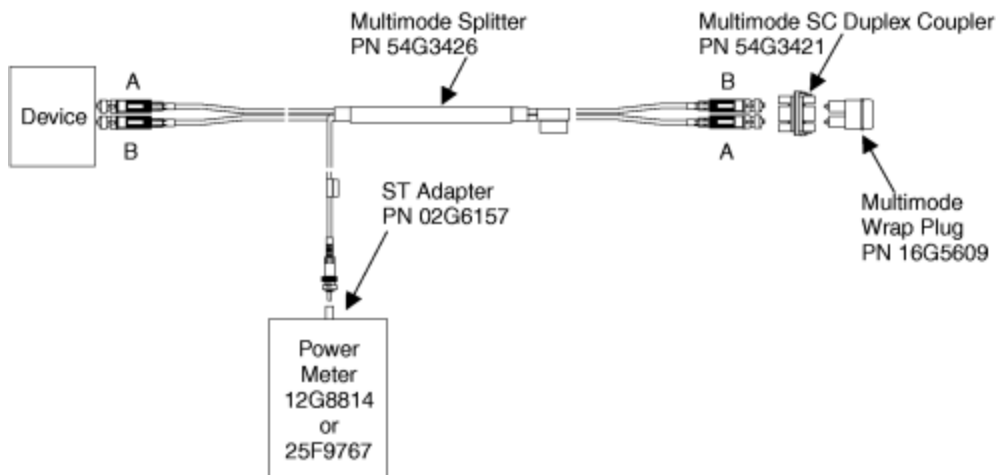 Multimode Splitter
PN 54G3426
Multimode SC Duplex Coupler
PN 54G3421
A
B
Device
B
A
ST Adapter
PN 02G6157
Multimode
Wrap Plug
PN 16G5609
Power
Meter
12G8814
or
25F9767